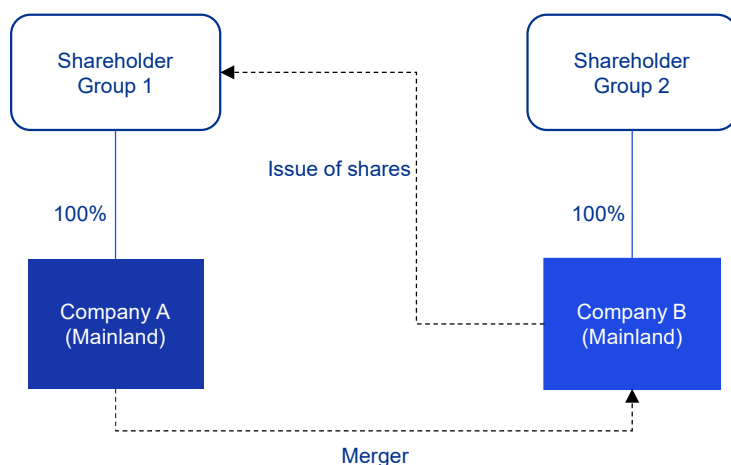 Shareholder
Group 1
Shareholder
Group 2
Issue of shares
100%
100%
Company A
(Mainland)
Company B
(Mainland)
Merger